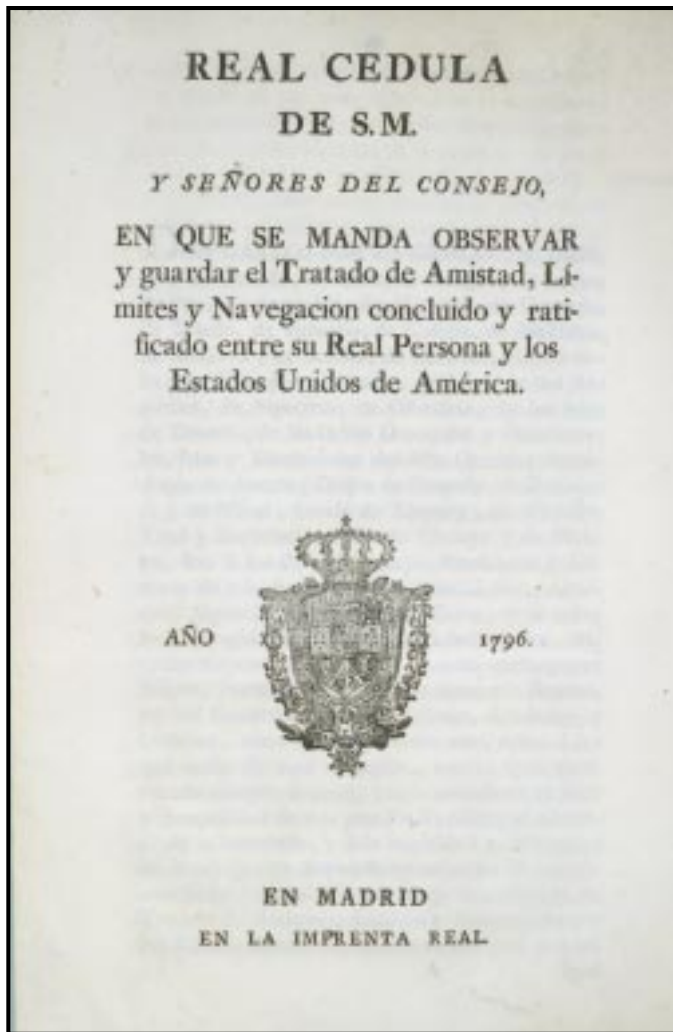 REAL CEDULA
DE S.M.
Y SEÑORES DEL CONSEJO,
EN QUE SE MANDA OBSERVAR
y guardar el Tratado de Amistad, Lí-
mites y Navegacion concluido y rati-
ficado entre su Real Persona y los
Estados Unidos de América.
AÑO 1796.
EN MADRID
EN LA IMPRENTA REAL